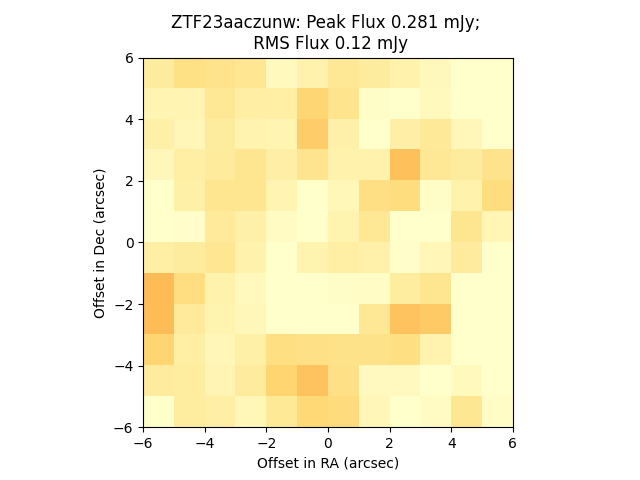 ZTF23aaczunw: Peak Flux 0.281 mJy;
RMS Flux 0.12 mJy
6
4
2
0
−2
−4
−6
Offset in Dec (arcsec)
−6 −4 −2 0 2 4 6
Offset in RA (arcsec)